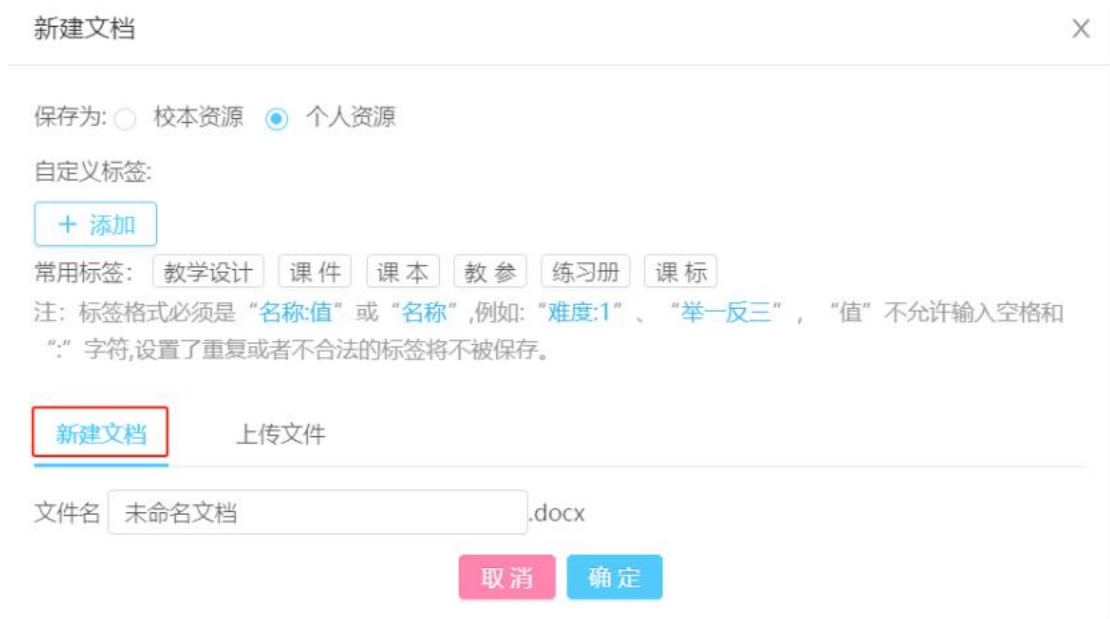 新建文档 X
保存为: 校本资源 个人资源
自定义标签:
+ 添加
常用标签： 教学设计 课件 课本 教参 练习册 课标
注：标签格式必须是“名称:值”或“名称”,例如:“难度:1”、“举一反三”，“值”不允许输入空格和
“:”字符,设置了重复或者不合法的标签将不被保存。
新建文档 上传文件
文件名 未命名文档 .docx
取消 确定